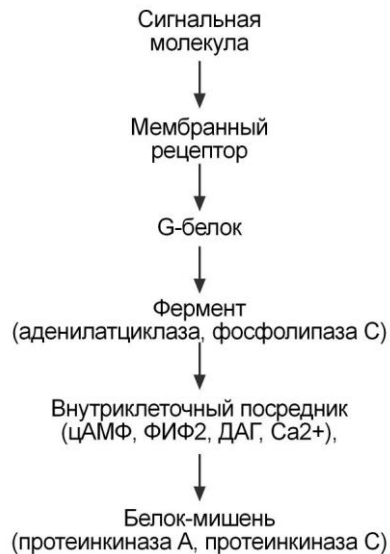 Сигнальная
молекула
Мембранный
рецептор
G-белок
Фермент
(аденилатциклаза, фосфолипаза С)
Внутриклеточный посредник
(цАМФ, ФИФ2, ДАГ, Са2+),
Белок-мишень
(протеинкиназа А, протеинкиназа С)